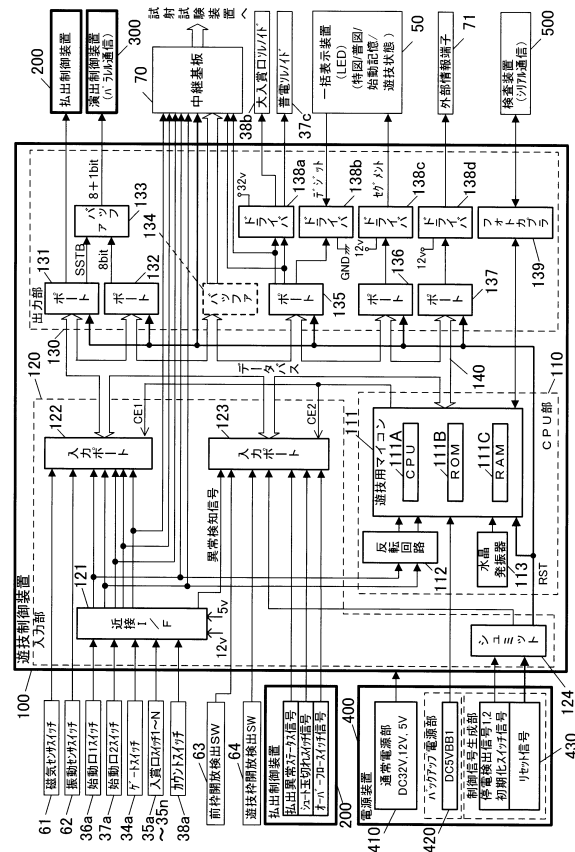 100
遊技制御装置
入力部
120
61
磁気センサスイッチ
62
振動センサスイッチ
36a
始動口1スイッチ
37a
始動口2スイッチ
34a
ゲートスイッチ
35a
～35n
入賞口スイッチ1～N
38a
カウントスイッチ
63
前枠開放検出SW
64
遊技枠開放検出SW
払出制御装置
払出異常ステータス信号
シュート玉切れスイッチ信号
オーバーフロースイッチ信号
200
400
電源装置
410
通常電源部
DC32V,12V,5V
420
バックアップ電源部
DC5VBB1
制御信号生成部
停電検出信号1,2
初期化スイッチ信号
リセット信号
430
121
近接I/F
12v
5v
異常検知信号
122
入力ポート
CE1
123
入力ポート
CE2
データバス
140
110
CPU部
111
遊技用マイコン
111A
CPU
111B
ROM
111C
RAM
反転回路
112
水晶発振器
113
RST
シュミット
124
130
出力部
131
ポート
SSTB
132
ポート
8bit
133
バッファ
8+1bit
134
バッファ
135
ポート
136
ポート
137
ポート
32v
138a
ドライバ
デジット
138b
ドライバ
GND
セグメント
138c
ドライバ
12v
138d
ドライバ
12v
フォトカプラ
139
200
払出制御装置
300
演出制御装置
(パラレル通信)
70
中継基板
試射試験装置へ
38b
大入賞口ソレノイド
37c
普電ソレノイド
50
一括表示装置
(LED)
(特図/普図/
始動記憶/
遊技状態)
71
外部情報端子
500
検査装置
(シリアル通信)